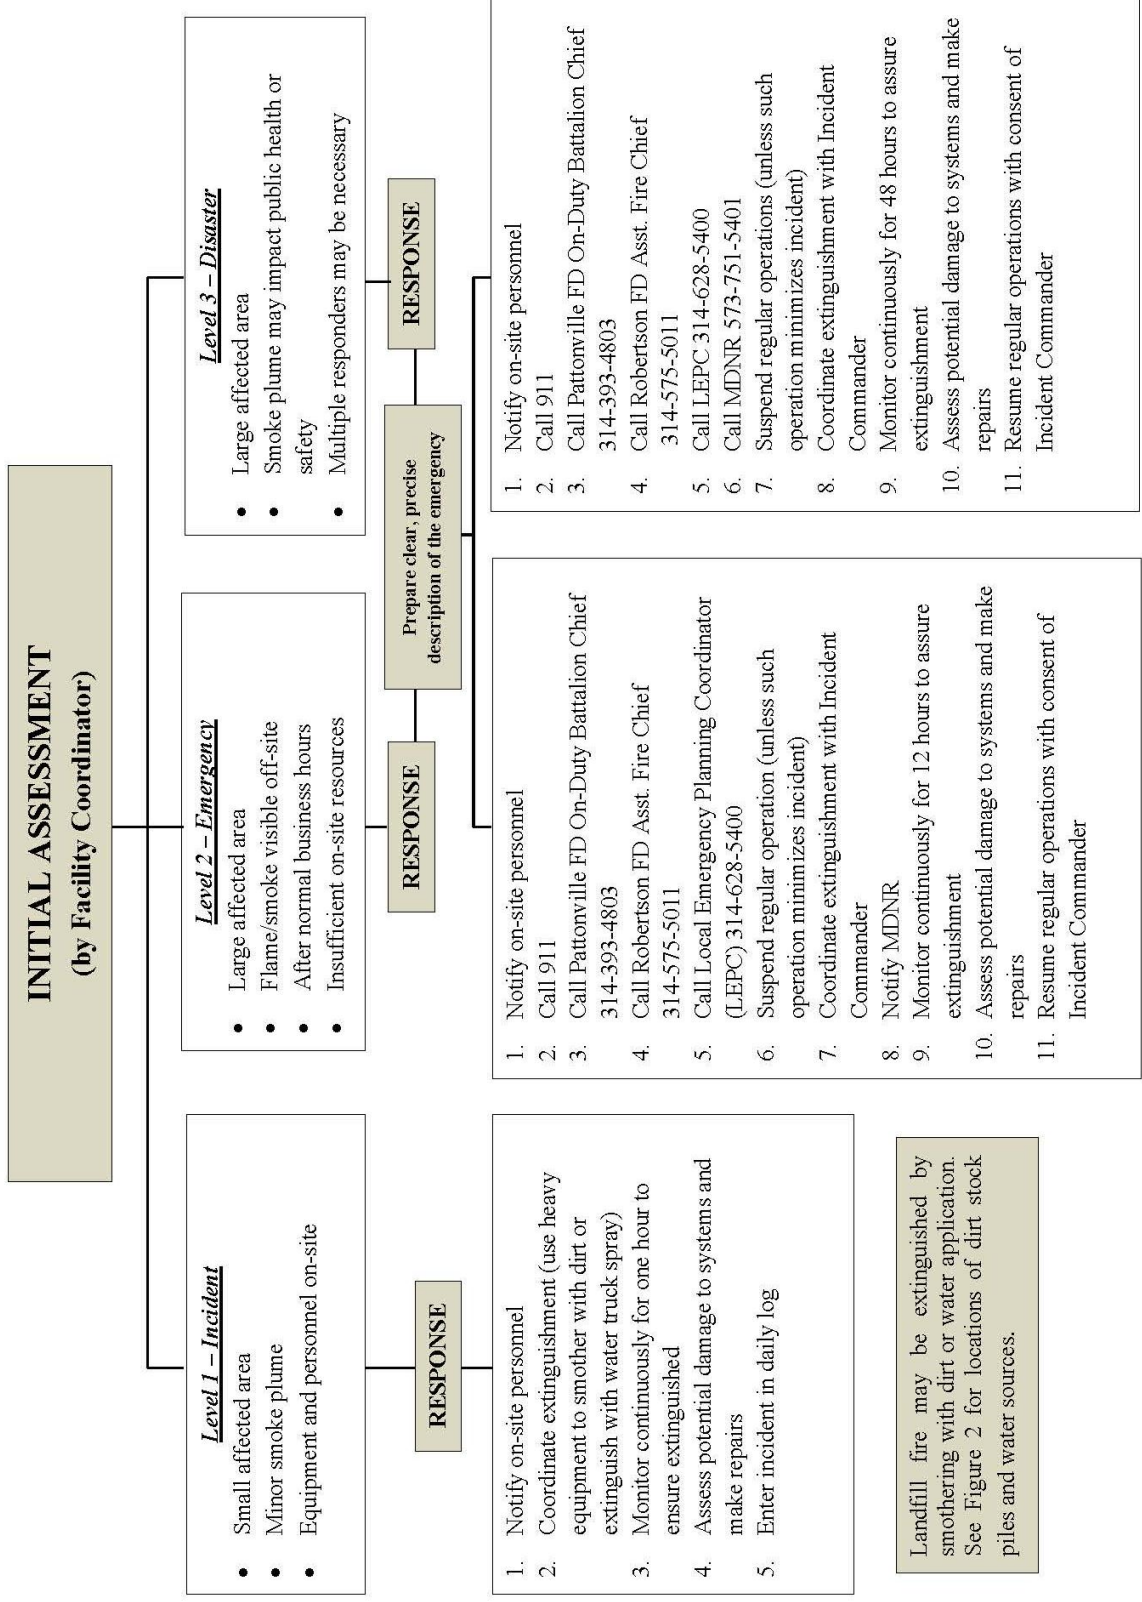 INITIAL ASSESSMENT
(by Facility Coordinator)
Level 1 – Incident
• Small affected area
• Minor smoke plume
• Equipment and personnel on-site
RESPONSE
1. Notify on-site personnel
2. Coordinate extinguishment (use heavy
equipment to smother with dirt or
extinguish with water truck spray)
3. Monitor continuously for one hour to
ensure extinguished
4. Assess potential damage to systems and
make repairs
5. Enter incident in daily log
Landfill fire may be extinguished by
smothering with dirt or water application.
See Figure 2 for locations of dirt stock
piles and water sources.
Level 2 – Emergency
• Large affected area
• Flame/smoke visible off-site
• After normal business hours
• Insufficient on-site resources
RESPONSE
Prepare clear, precise
description of the emergency
1. Notify on-site personnel
2. Call 911
3. Call Pattonville FD On-Duty Battalion Chief
314-393-4803
4. Call Robertson FD Asst. Fire Chief
314-575-5011
5. Call Local Emergency Planning Coordinator
(LEPC) 314-628-5400
6. Suspend regular operation (unless such
operation minimizes incident)
7. Coordinate extinguishment with Incident
Commander
8. Notify MDNR
9. Monitor continuously for 12 hours to assure
extinguishment
10. Assess potential damage to systems and make
repairs
11. Resume regular operations with consent of
Incident Commander
Level 3 – Disaster
• Large affected area
• Smoke plume may impact public health or
safety
• Multiple responders may be necessary
RESPONSE
1. Notify on-site personnel
2. Call 911
3. Call Pattonville FD On-Duty Battalion Chief
314-393-4803
4. Call Robertson FD Asst. Fire Chief
314-575-5011
5. Call LEPC 314-628-5400
6. Call MDNR 573-751-5401
7. Suspend regular operations (unless such
operation minimizes incident)
8. Coordinate extinguishment with Incident
Commander
9. Monitor continuously for 48 hours to assure
extinguishment
10. Assess potential damage to systems and make
repairs
11. Resume regular operations with consent of
Incident Commander